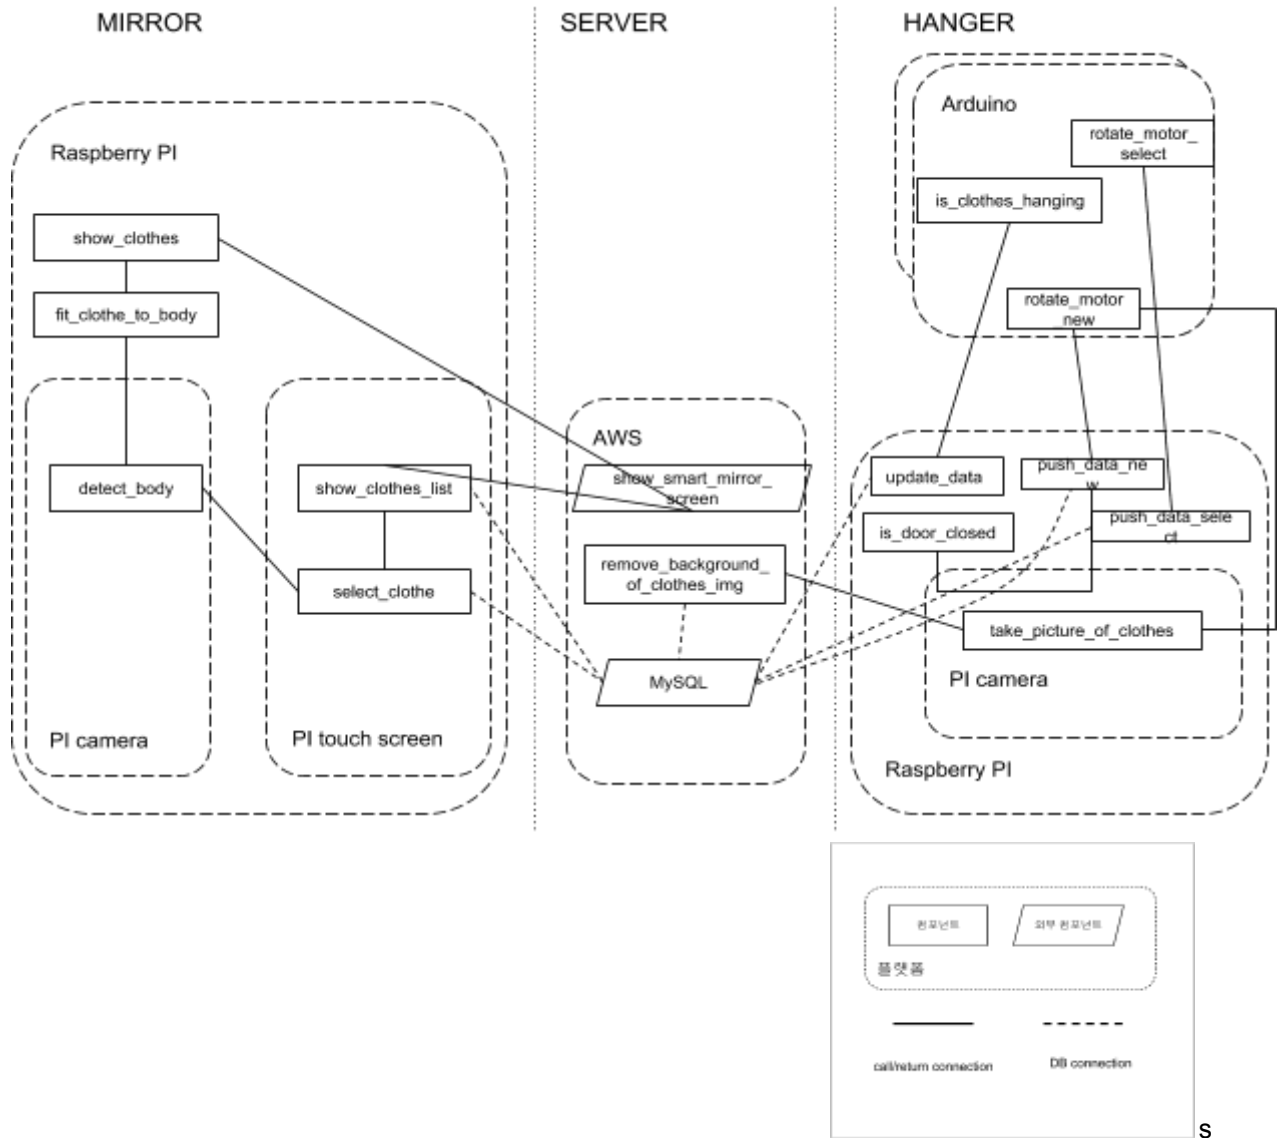 MIRROR
SERVER
HANGER
Raspberry PI
show_clothes
fit_clothe_to_body
detect_body
PI camera
show_clothes_list
select_clothe
PI touch screen
AWS
show_smart_mirror_
screen
remove_background_
of_clothes_img
MySQL
Arduino
rotate_motor_
select
is_clothes_hanging
rotate_motor
_new
update_data
push_data_ne
w
is_door_closed
push_data_sele
ct
take_picture_of_clothes
PI camera
Raspberry PI
컴포넌트
외부 컴포넌트
플랫폼
call/return connection
DB connection
s